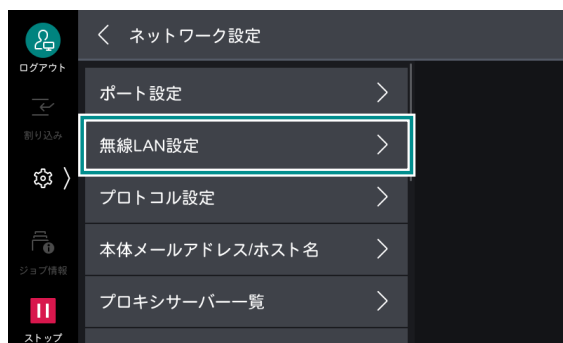 ネットワーク設定
ログアウト
ポート設定
割り込み
無線LAN設定
プロトコル設定
本体メールアドレス/ホスト名
ジョブ情報
プロキシサーバー一覧
ストップ